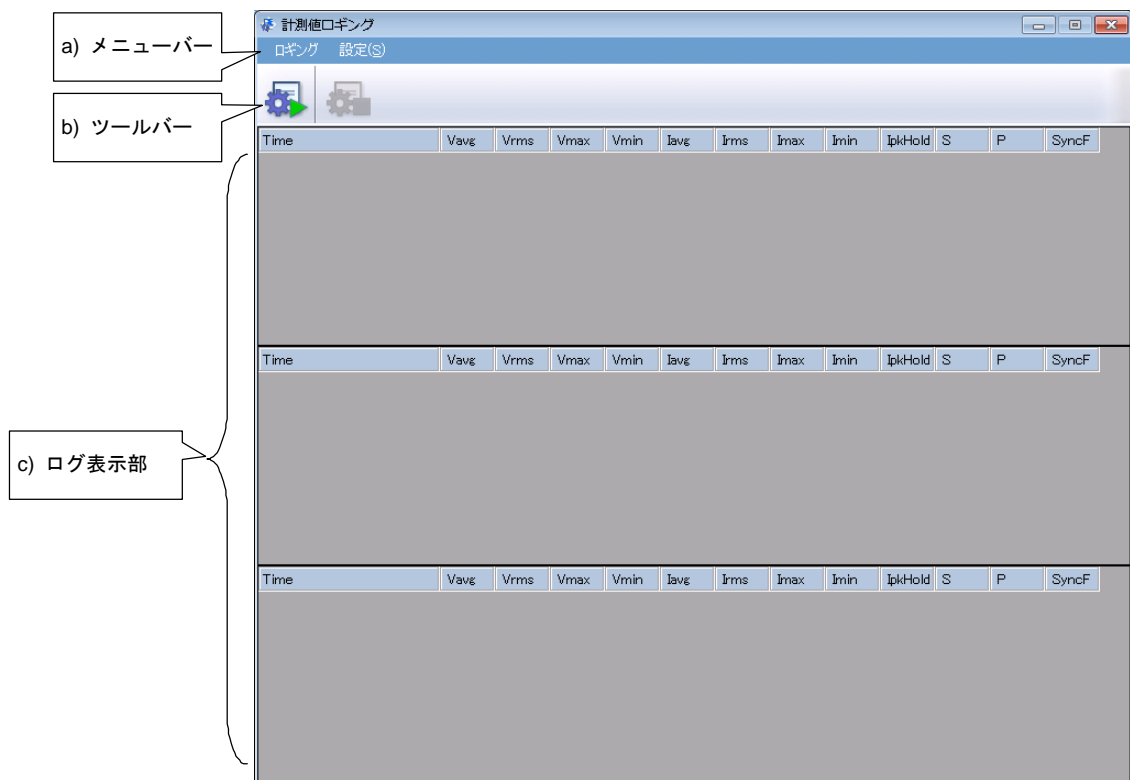 計測値ロギング
a) メニューバー
ロギング 設定(S)
b) ツールバー
Time Vavg Vrms Vmax Vmin Iavg Irms Imax Imin IpkHold S P SyncF
Time Vavg Vrms Vmax Vmin Iavg Irms Imax Imin IpkHold S P SyncF
c) ログ表示部
Time Vavg Vrms Vmax Vmin Iavg Irms Imax Imin IpkHold S P SyncF